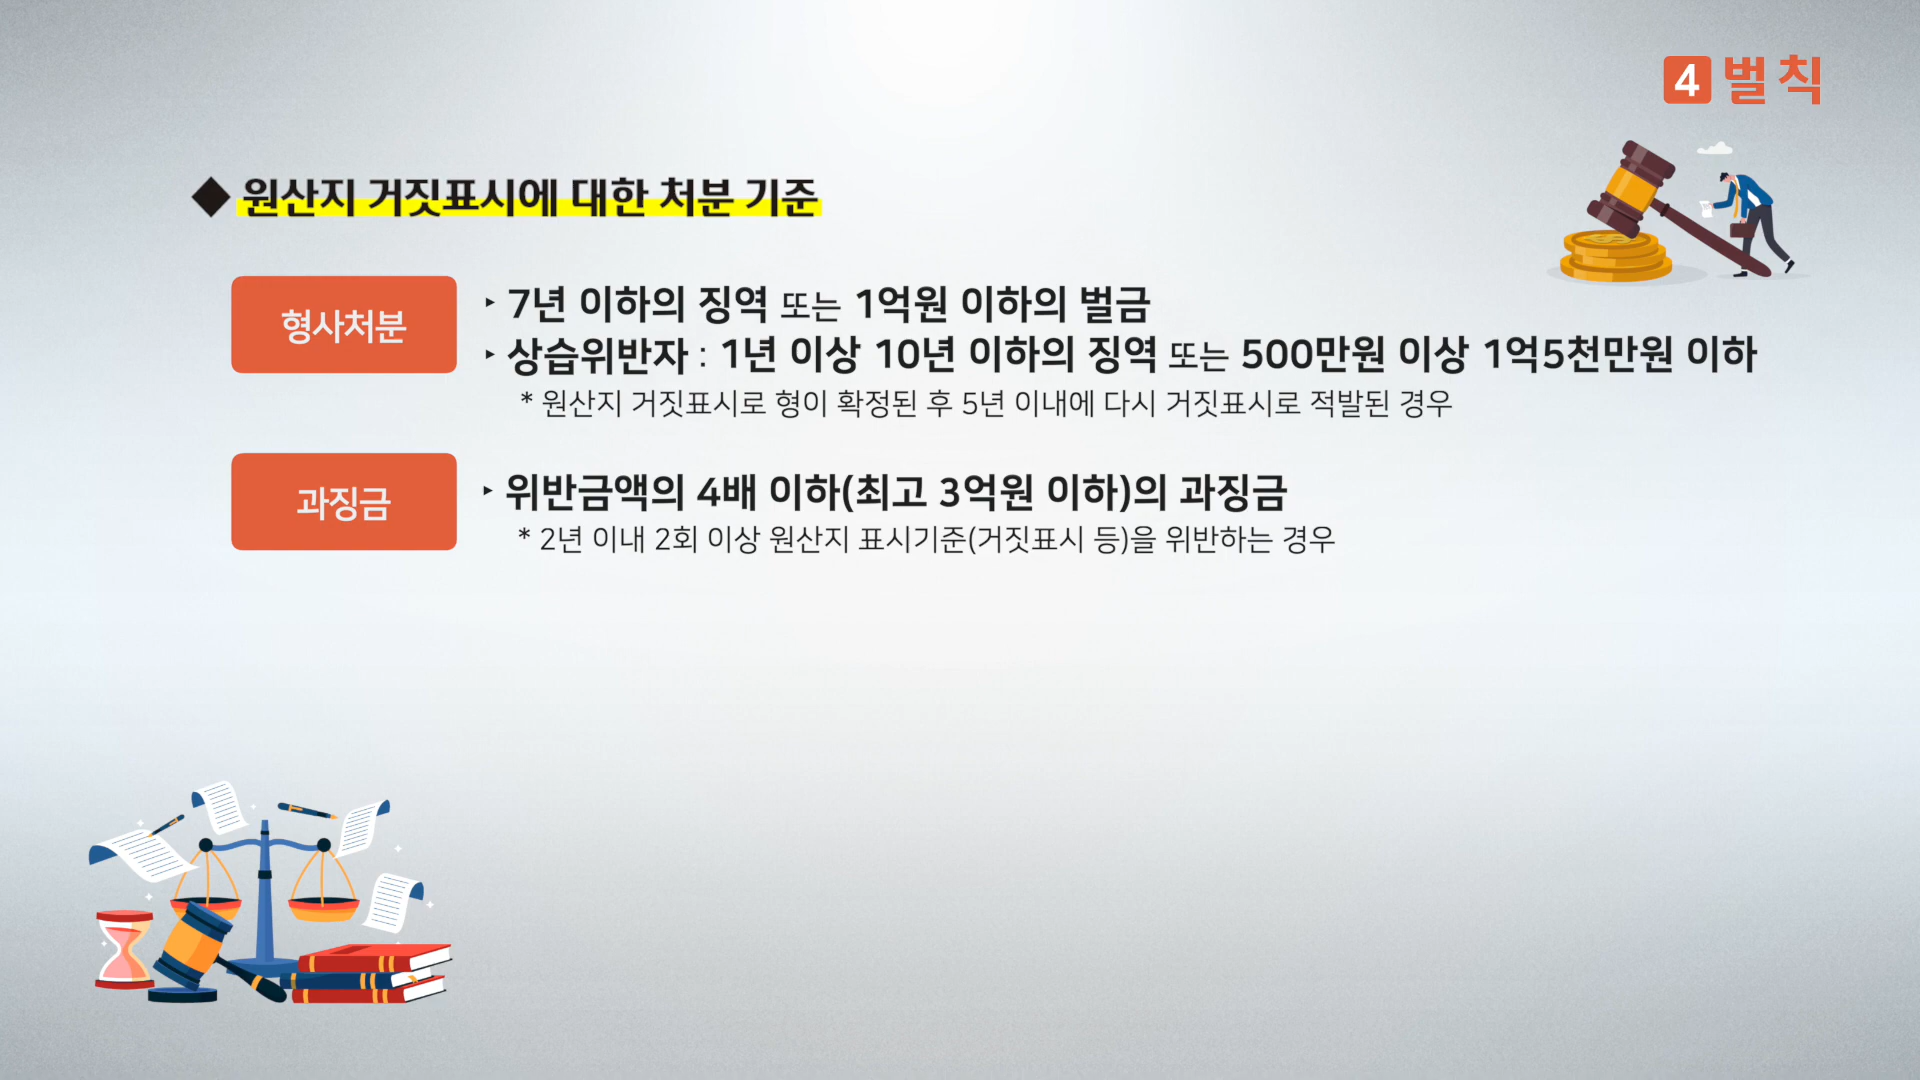 4 벌칙
◆ 원산지 거짓표시에 대한 처분 기준
형사처분
‣ 7년 이하의 징역 또는 1억원 이하의 벌금
‣ 상습위반자 : 1년 이상 10년 이하의 징역 또는 500만원 이상 1억5천만원 이하
* 원산지 거짓표시로 형이 확정된 후 5년 이내에 다시 거짓표시로 적발된 경우
과징금
‣ 위반금액의 4배 이하(최고 3억원 이하)의 과징금
* 2년 이내 2회 이상 원산지 표시기준(거짓표시 등)을 위반하는 경우